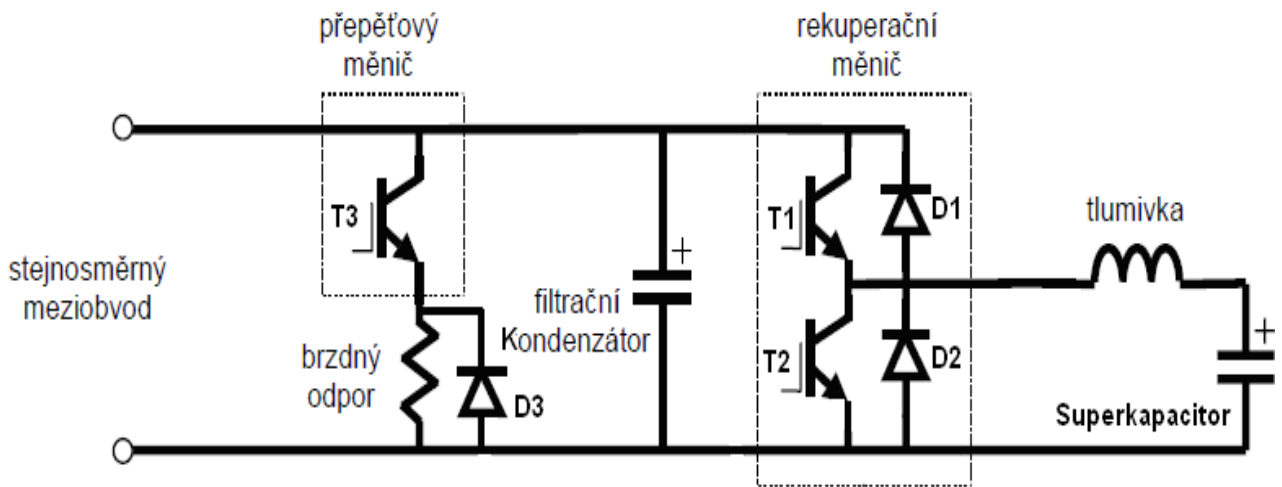 přepěťový
měnič
rekuperační
měnič
T3
T1
D1
tlumivka
stejnosměrný
meziobvod
+
filtrační
Kondenzátor
brzdný
odpor
D3
T2
D2
+
Superkapacitor